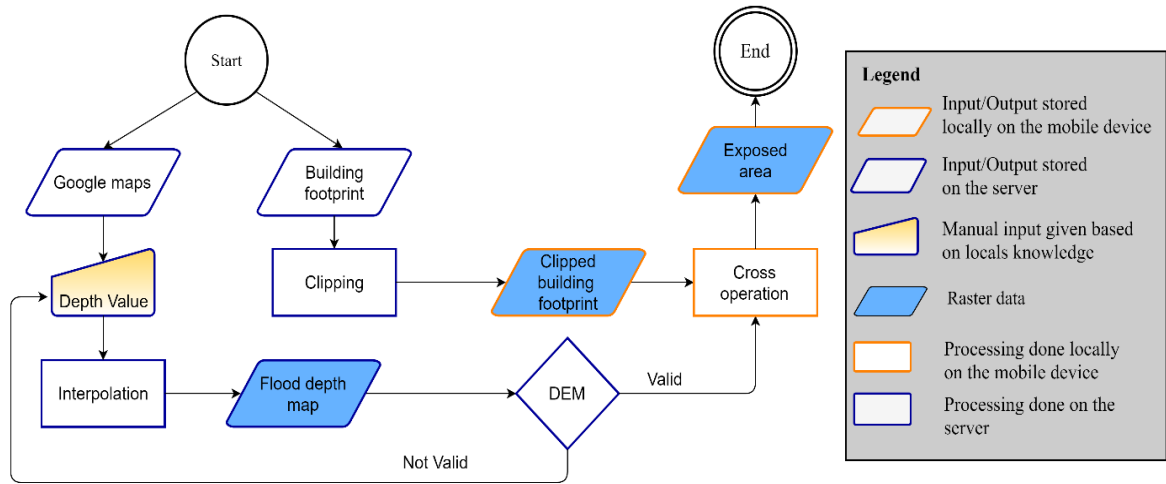 Start
End
Google maps
Building
footprint
Exposed
area
Depth Value
Clipping
Clipped
building
footprint
Cross
operation
Interpolation
Flood depth
map
DEM
Valid
Not Valid
Legend
Input/Output stored
locally on the mobile device
Input/Output stored
on the server
Manual input given based
on locals knowledge
Raster data
Processing done locally
on the mobile device
Processing done on the
server